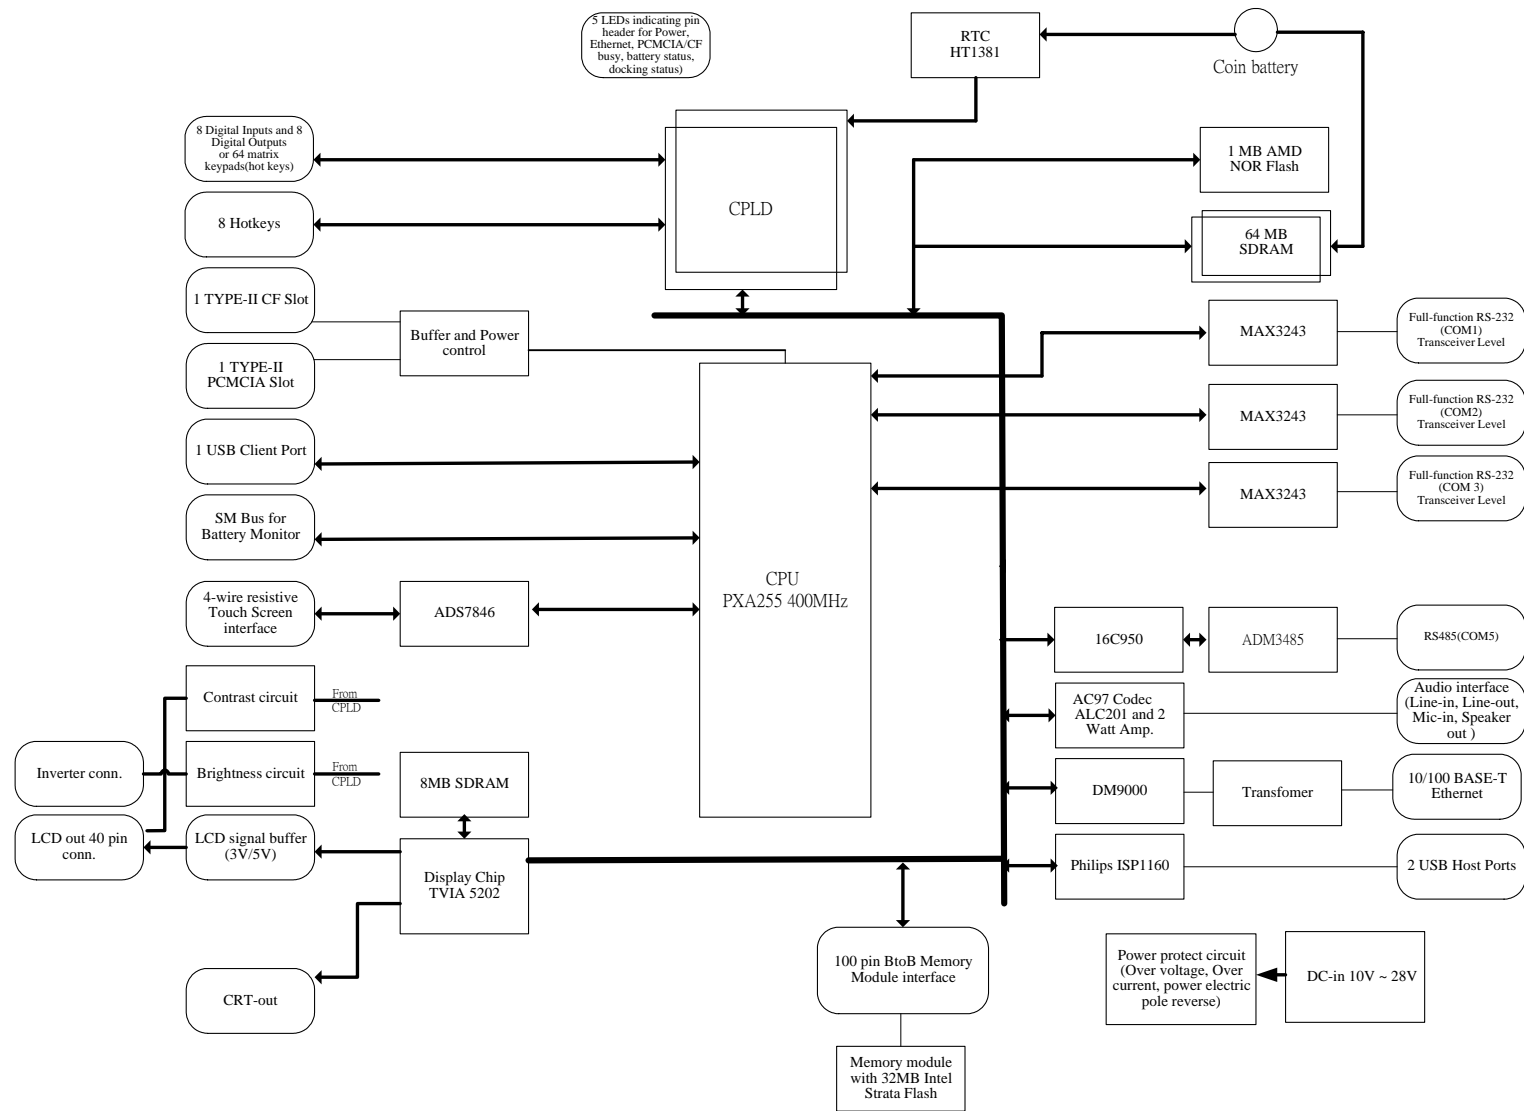 5 LEDs indicating pin
header for Power,
Ethernet, PCMCIA/CF
busy, battery status,
docking status)
RTC
HT1381
Coin battery
8 Digital Inputs and 8
Digital Outputs
or 64 matrix
keypads(hot keys)
CPLD
1 MB AMD
NOR Flash
8 Hotkeys
64 MB
SDRAM
1 TYPE-II CF Slot
Buffer and Power
control
1 TYPE-II
PCMCIA Slot
MAX3243
Full-function RS-232
(COM1)
Transceiver Level
MAX3243
Full-function RS-232
(COM2)
Transceiver Level
1 USB Client Port
MAX3243
Full-function RS-232
(COM 3)
Transceiver Level
SM Bus for
Battery Monitor
CPU
PXA255 400MHz
4-wire resistive
Touch Screen
interface
ADS7846
16C950
ADM3485
RS485(COM5)
Contrast circuit
From
CPLD
AC97 Codec
ALC201 and 2
Watt Amp.
Audio interface
(Line-in, Line-out,
Mic-in, Speaker
out )
Inverter conn.
Brightness circuit
From
CPLD
8MB SDRAM
DM9000
Transfomer
10/100 BASE-T
Ethernet
LCD out 40 pin
conn.
LCD signal buffer
(3V/5V)
Display Chip
TVIA 5202
Philips ISP1160
2 USB Host Ports
CRT-out
100 pin BtoB Memory
Module interface
Power protect circuit
(Over voltage, Over
current, power electric
pole reverse)
DC-in 10V ~ 28V
Memory module
with 32MB Intel
Strata Flash